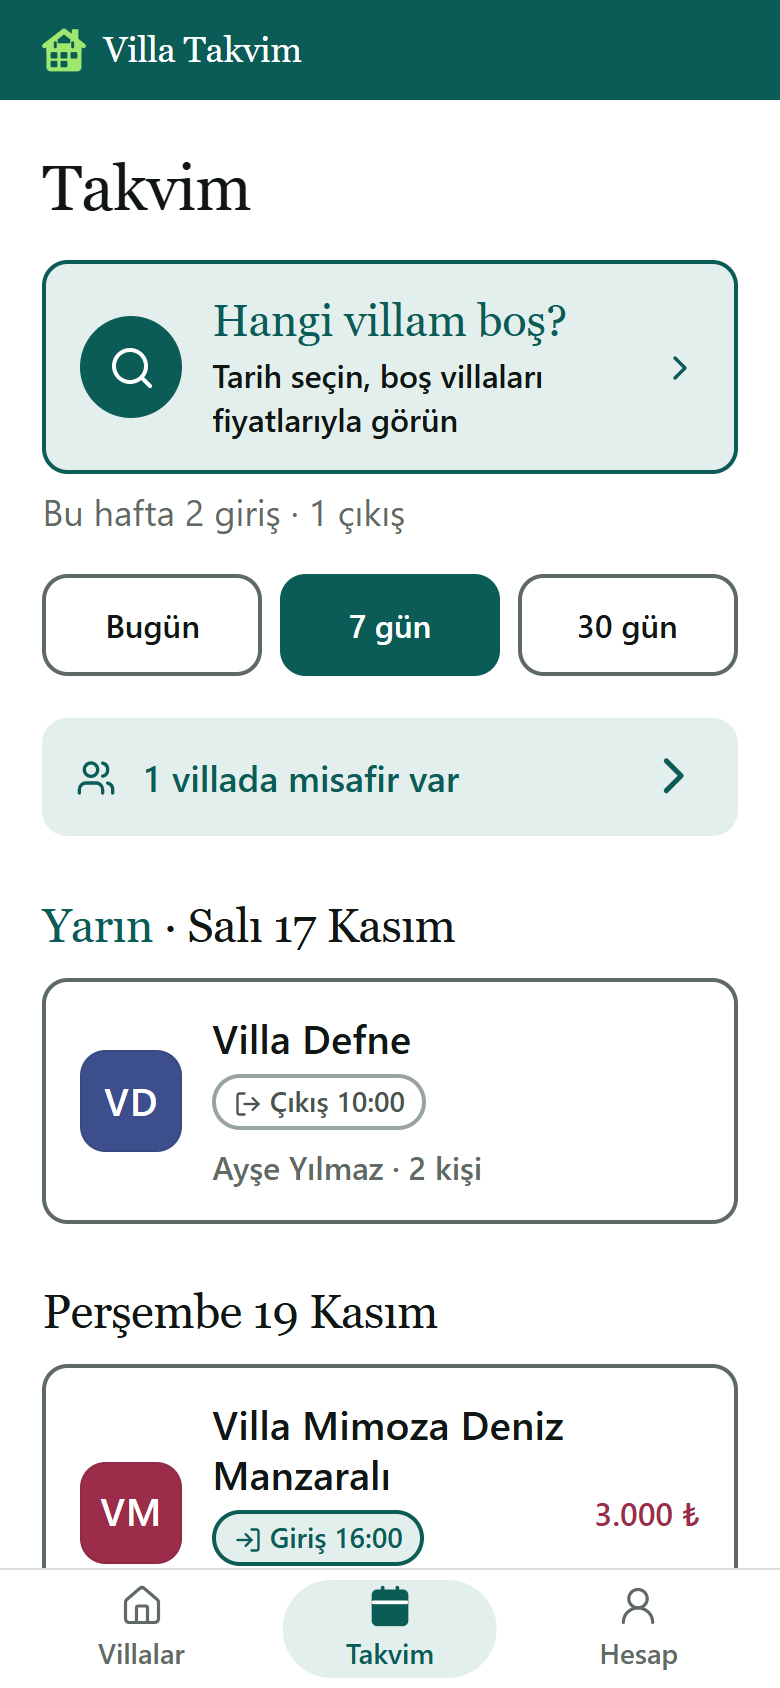 Villa Takvim
Takvim
Hangi villam boş?
Tarih seçin, boş villaları
fiyatlarıyla görün
Bu hafta 2 giriş · 1 çıkış
Bugün
7 gün
30 gün
1 villada misafir var
Yarın · Salı 17 Kasım
VD
Villa Defne
Çıkış 10:00
Ayşe Yılmaz · 2 kişi
Perşembe 19 Kasım
VM
Villa Mimoza Deniz
Manzaralı
Giriş 16:00
3.000 ₺
Villalar
Takvim
Hesap